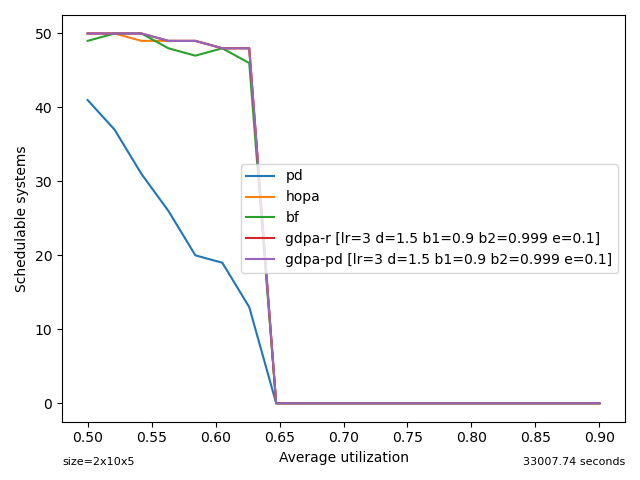 50
40
30
20
10
0
Schedulable systems
pd
hopa
bf
gdpa-r [lr=3 d=1.5 b1=0.9 b2=0.999 e=0.1]
gdpa-pd [lr=3 d=1.5 b1=0.9 b2=0.999 e=0.1]
0.50 0.55 0.60 0.65 0.70 0.75 0.80 0.85 0.90
Average utilization
size=2x10x5
33007.74 seconds